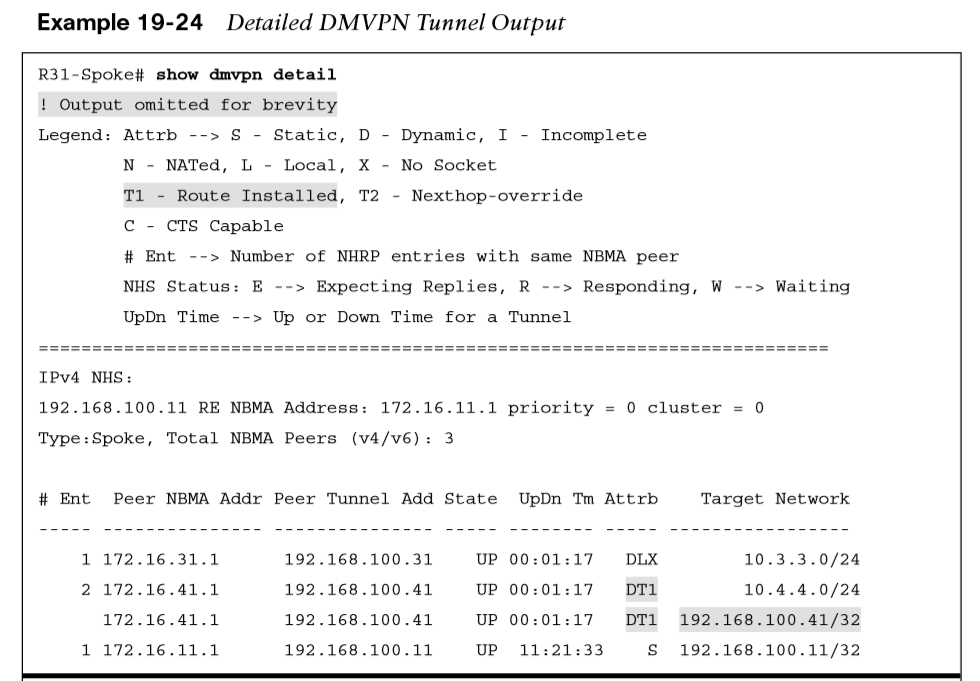 Example 19-24 Detailed DMVPN Tunnel Output
R31-Spoke# show dmvpn detail
! Output omitted for brevity
Legend: Attrb --> S - Static, D - Dynamic, I - Incomplete
        N - NATed, L - Local, X - No Socket
        T1 - Route Installed, T2 - Nexthop-override
        C - CTS Capable
        # Ent --> Number of NHRP entries with same NBMA peer
        NHS Status: E --> Expecting Replies, R --> Responding, W --> Waiting
        UpDn Time --> Up or Down Time for a Tunnel
==========================================================================
IPv4 NHS:
192.168.100.11 RE NBMA Address: 172.16.11.1 priority = 0 cluster = 0
Type:Spoke, Total NBMA Peers (v4/v6): 3

# Ent  Peer NBMA Addr Peer Tunnel Add State  UpDn Tm Attrb    Target Network
----- --------------- --------------- ----- -------- ----- -----------------
    1 172.16.31.1      192.168.100.31    UP 00:01:17   DLX        10.3.3.0/24
    2 172.16.41.1      192.168.100.41    UP 00:01:17   DT1        10.4.4.0/24
      172.16.41.1      192.168.100.41    UP 00:01:17   DT1  192.168.100.41/32
    1 172.16.11.1      192.168.100.11    UP 11:21:33     S  192.168.100.11/32